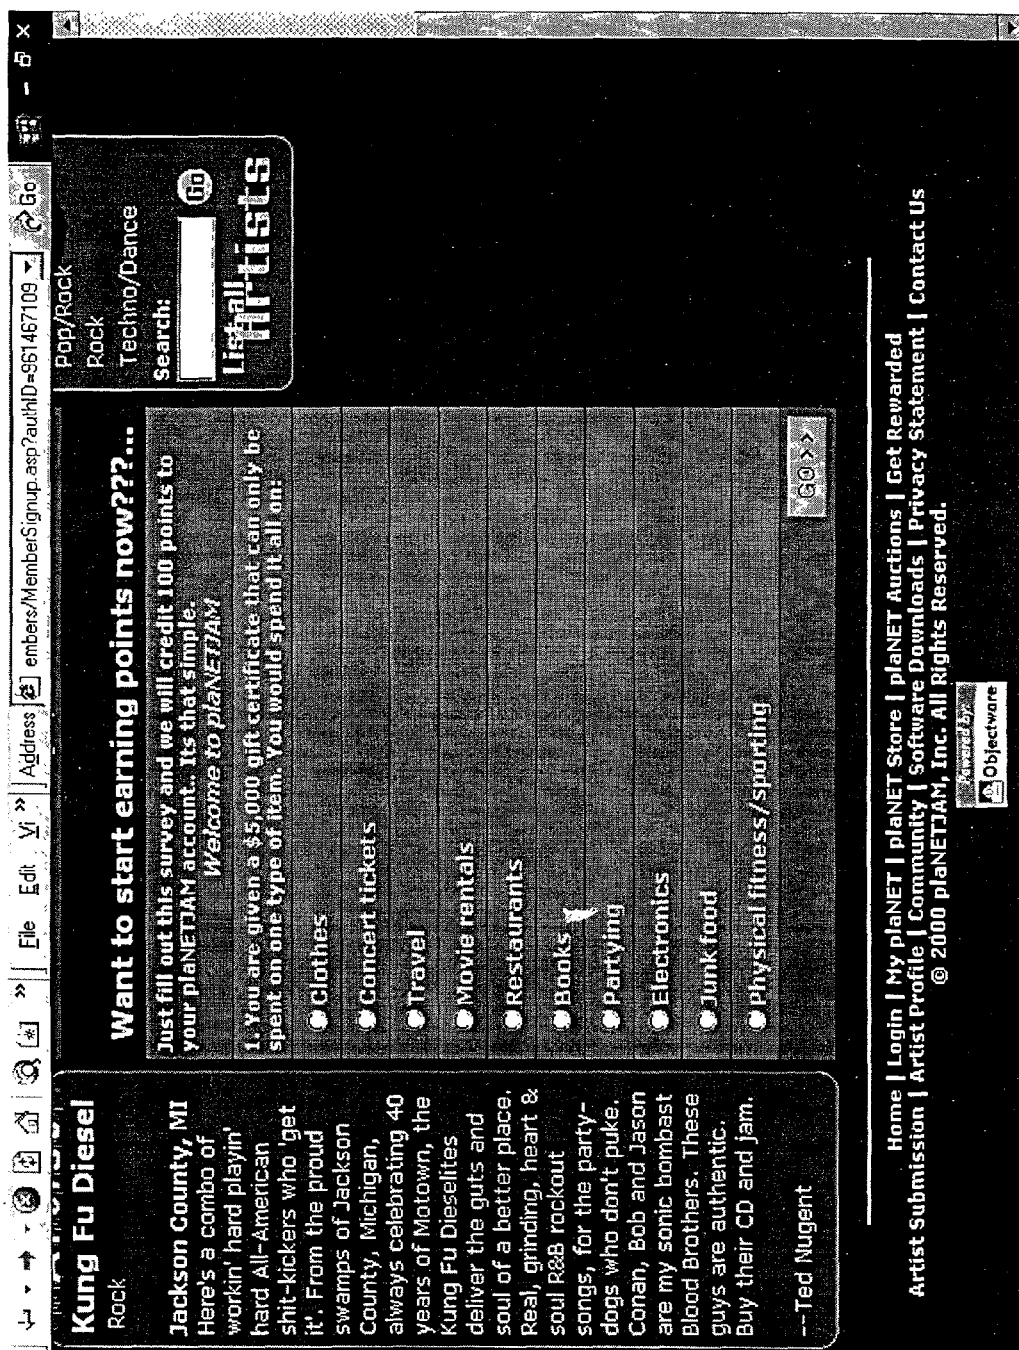 File Edit Vi » Address embers/MemberSignup.asp?authID=961467109 Go
Kung Fu Diesel
Rock
Jackson County, MI
Here's a combo of
workin' hard playin'
hard All-American
shit-kickers who 'get
it'. From the proud
swamps of Jackson
County, Michigan,
always celebrating 40
years of Motown, the
Kung Fu Dieselites
deliver the guts and
soul of a better place.
Real, grinding, heart &
soul R&B rockout
songs, for the party-
dogs who don't puke.
Conan, Bob and Jason
are my sonic bombast
Blood Brothers. These
guys are authentic.
Buy their CD and jam.
--Ted Nugent
Want to start earning points now???...
Just fill out this survey and we will credit 100 points to
your plaNETJAM account. Its that simple.
Welcome to plaNETJAM
1. You are given a $5,000 gift certificate that can only be
spent on one type of item. You would spend it all on:
Clothes
Concert tickets
Travel
Movie rentals
Restaurants
Books
Partying
Electronics
Junk food
Physical fitness/sporting
GO >>
Pop/Rock
Rock
Techno/Dance
Search:
Go
List all
Artists
Home | Login | My plaNET | plaNET Store | plaNET Auctions | Get Rewarded
Artist Submission | Artist Profile | Community | Software Downloads | Privacy Statement | Contact Us
© 2000 plaNETJAM, Inc. All Rights Reserved.
Powered by
Objectware